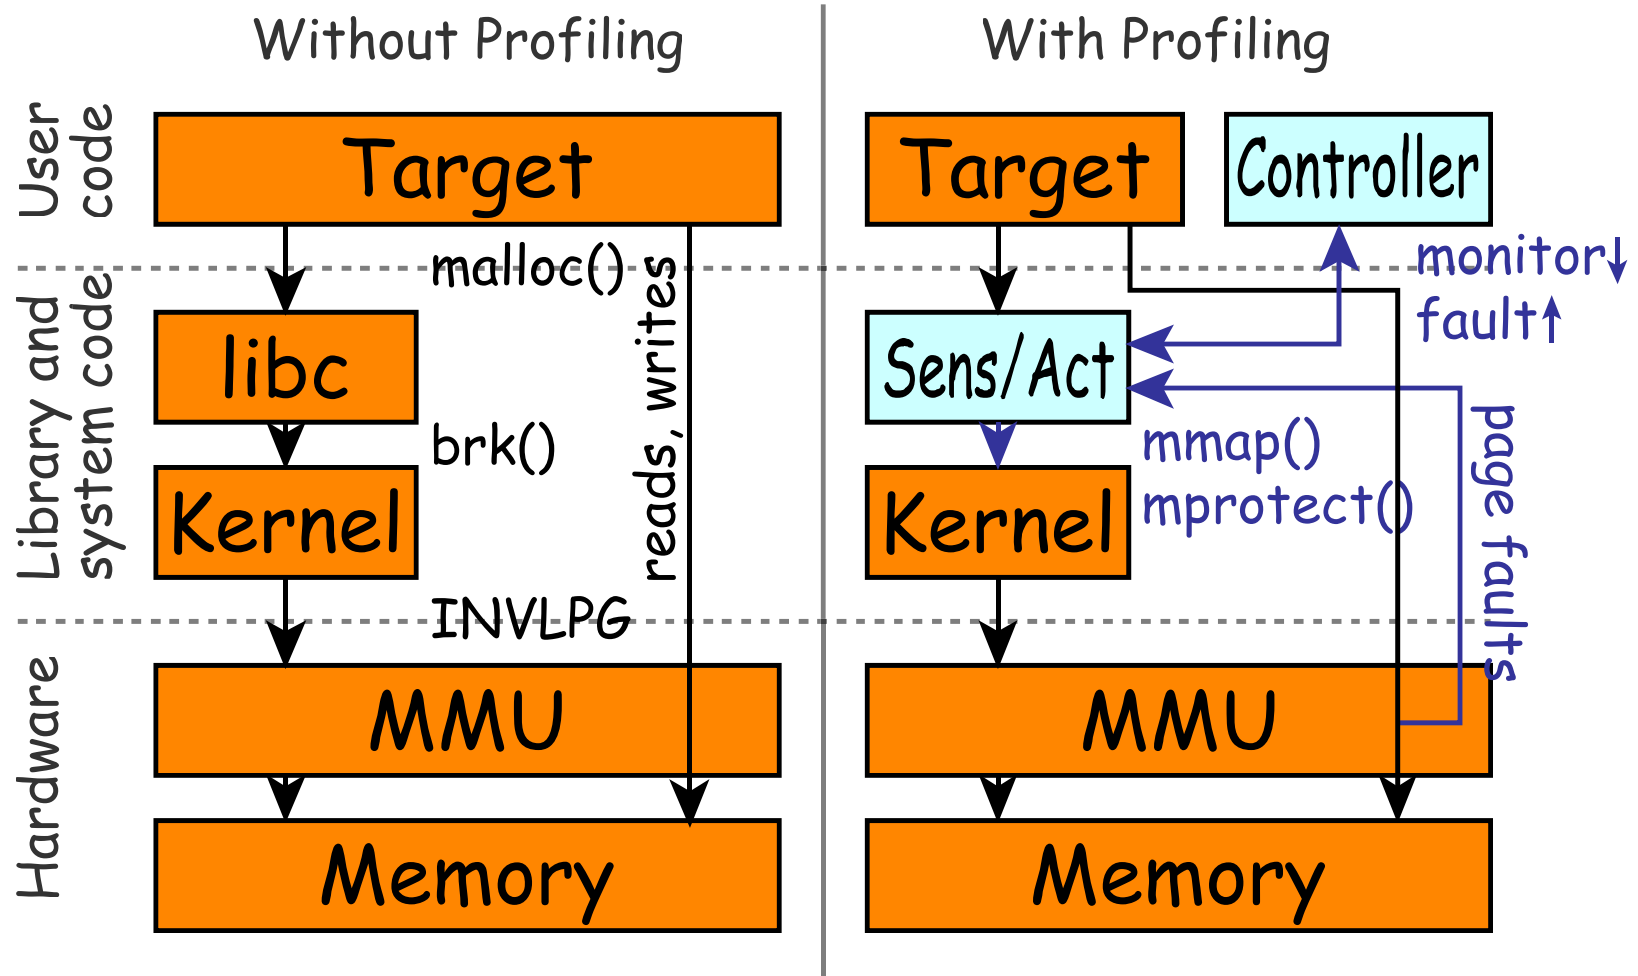 Without Profiling
With Profiling
User
code
Library and
system code
Hardware
Target
malloc()
libc
brk()
Kernel
INVLPG
reads, writes
MMU
Memory
Target
Controller
monitor↓
fault↑
Sens/Act
mmap()
mprotect()
Kernel
page faults
MMU
Memory